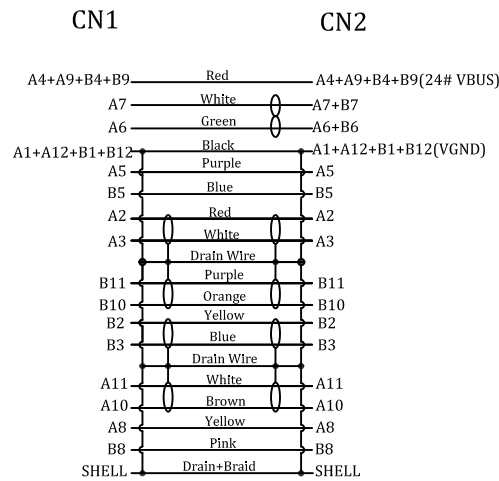 CN1 CN2
A4+A9+B4+B9 Red A4+A9+B4+B9(24# VBUS)
A7 White A7+B7
A6 Green A6+B6
A1+A12+B1+B12 Black A1+A12+B1+B12(VGND)
A5 Purple A5
B5 Blue B5
A2 Red A2
A3 White A3
Drain Wire
B11 Purple B11
B10 Orange B10
B2 Yellow B2
B3 Blue B3
Drain Wire
A11 White A11
A10 Brown A10
A8 Yellow A8
B8 Pink B8
SHELL Drain+Braid SHELL